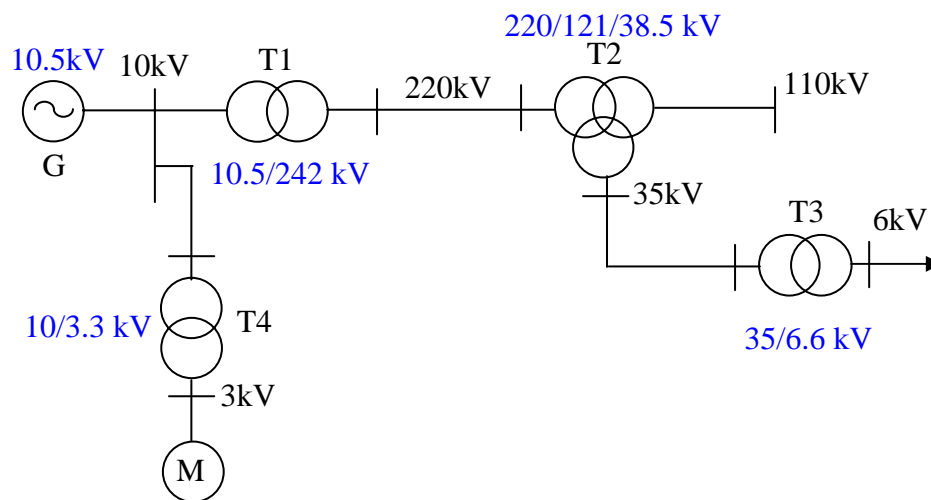 220/121/38.5 kV
10.5kV
10kV
T1
T2
220kV
110kV
G
10.5/242 kV
35kV
T3
6kV
10/3.3 kV
T4
35/6.6 kV
3kV
M